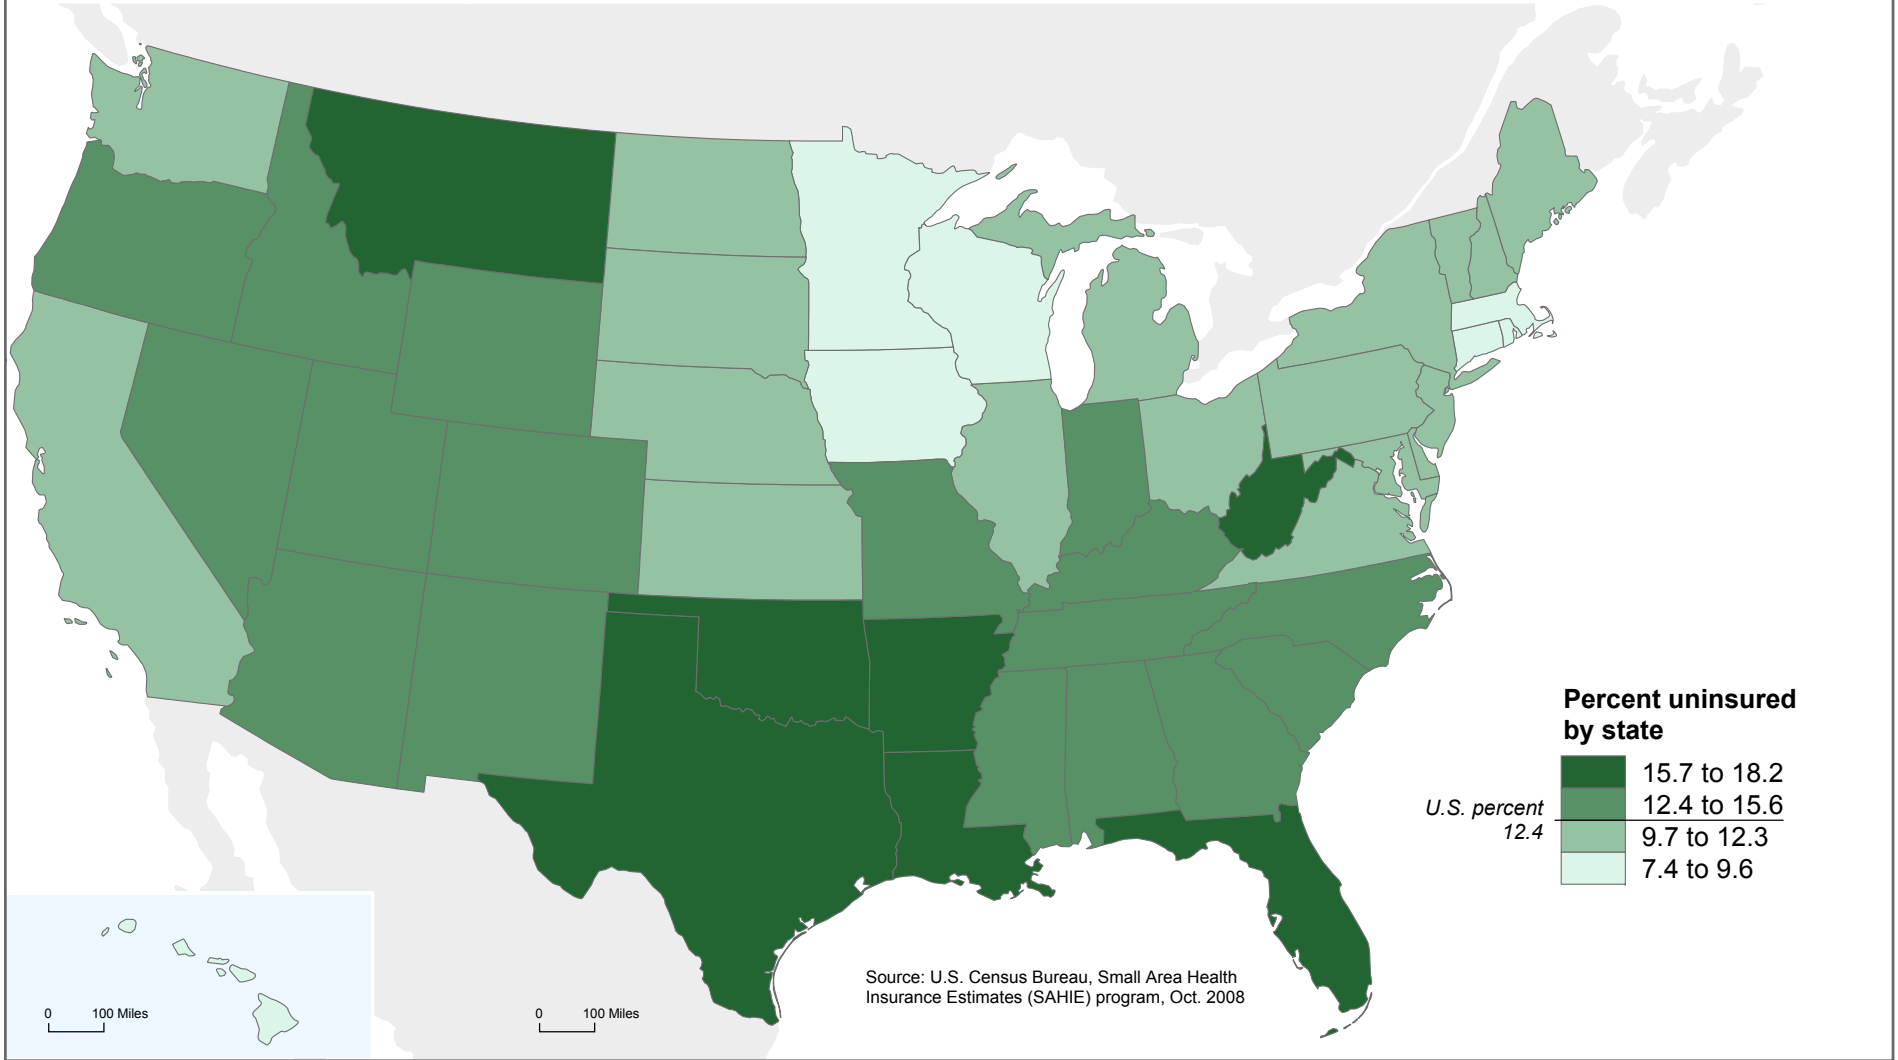 Percent uninsured
by state
15.7 to 18.2
12.4 to 15.6
U.S. percent
12.4
9.7 to 12.3
7.4 to 9.6
Source: U.S. Census Bureau, Small Area Health
Insurance Estimates (SAHIE) program, Oct. 2008
0 100 Miles
0 100 Miles